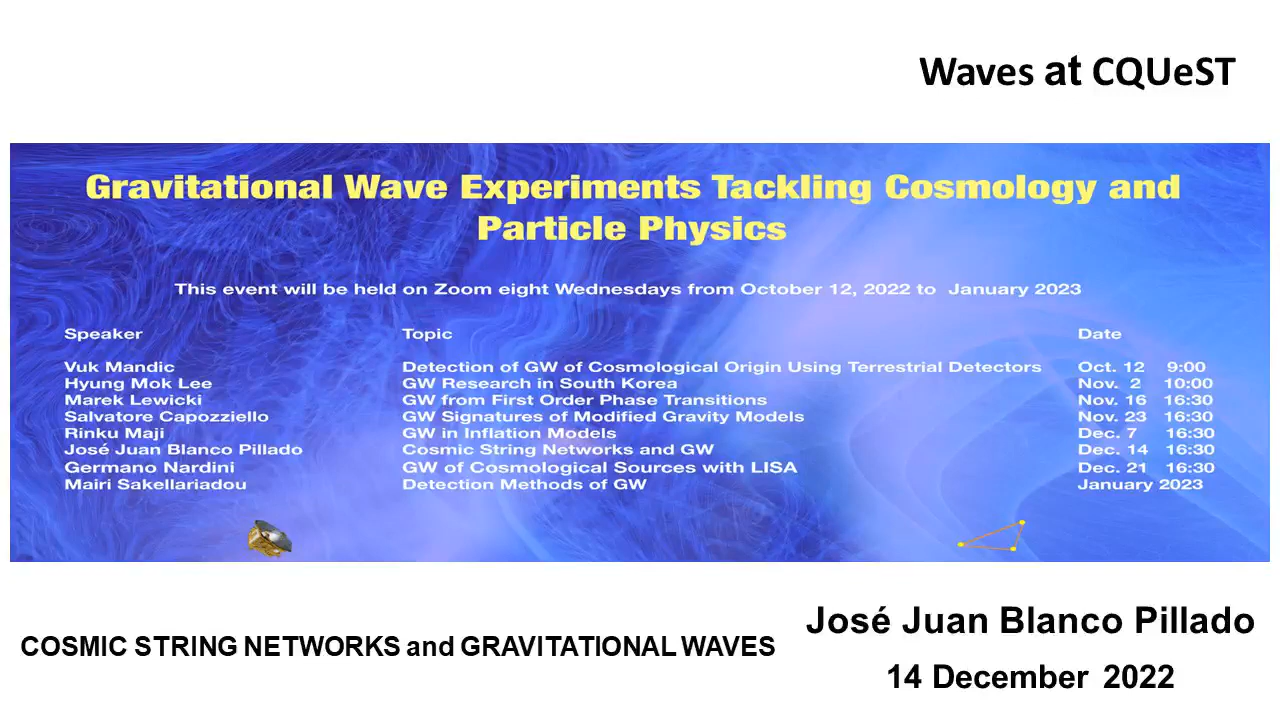 Waves at CQUeST
Gravitational Wave Experiments Tackling Cosmology and
Particle Physics
This event will be held on Zoom eight Wednesdays from October 12, 2022 to January 2023
Speaker Topic Date
Vuk Mandic Detection of GW of Cosmological Origin Using Terrestrial Detectors Oct. 12 9:00
Hyung Mok Lee GW Research in South Korea Nov. 2 10:00
Marek Lewicki GW from First Order Phase Transitions Nov. 16 16:30
Salvatore Capozziello GW Signatures of Modified Gravity Models Nov. 23 16:30
Rinku Maji GW in Inflation Models Dec. 7 16:30
José Juan Blanco Pillado Cosmic String Networks and GW Dec. 14 16:30
Germano Nardini GW of Cosmological Sources with LISA Dec. 21 16:30
Mairi Sakellariadou Detection Methods of GW January 2023
José Juan Blanco Pillado
COSMIC STRING NETWORKS and GRAVITATIONAL WAVES
14 December 2022